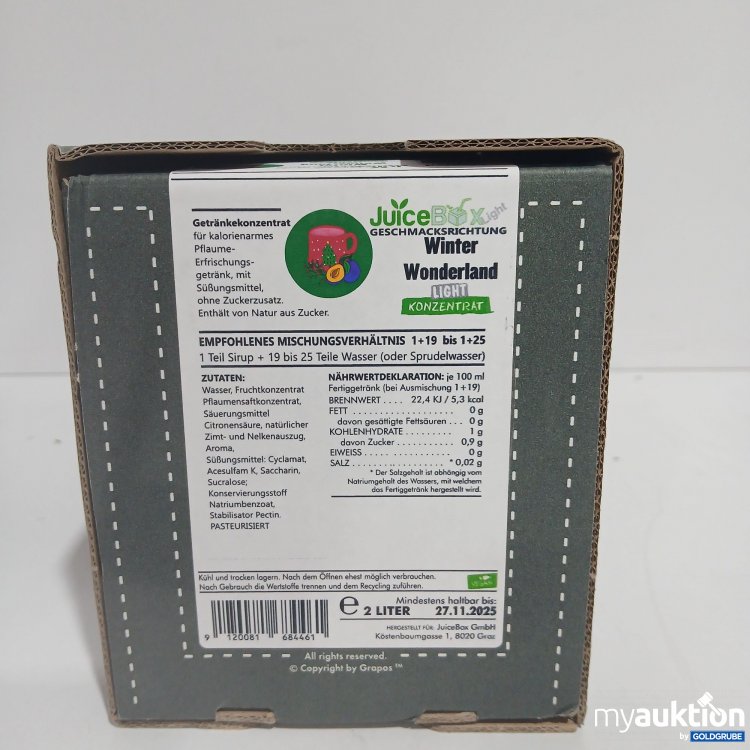 Getränkekonzentrat
für kalorienarmes
Pflaume-
Erfrischungs-
getränk, mit
Süßungsmittel,
ohne Zuckerzusatz.
Enthält von Natur aus Zucker.
JuiceBox Light
GESCHMACKSRICHTUNG
Winter
Wonderland
LIGHT
KONZENTRAT
EMPFOHLENES MISCHUNGSVERHÄLTNIS 1+19 bis 1+25
1 Teil Sirup + 19 bis 25 Teile Wasser (oder Sprudelwasser)
ZUTATEN:
Wasser, Fruchtkonzentrat
Pflaumensaftkonzentrat,
Säuerungsmittel
Citronensäure, natürlicher
Zimt- und Nelkenauszug,
Aroma,
Süßungsmittel: Cyclamat,
Acesulfam K, Saccharin,
Sucralose;
Konservierungsstoff
Natriumbenzoat,
Stabilisator Pectin.
PASTEURISIERT
NÄHRWERTDEKLARATION: je 100 ml
Fertiggetränk (bei Ausmischung 1+19)
BRENNWERT .... 22,4 KJ / 5,3 kcal
FETT .................... 0 g
davon gesättigte Fettsäuren ... 0 g
KOHLENHYDRATE ............ 1 g
davon Zucker ........... 0,9 g
EIWEISS .................. 0 g
SALZ .................. * 0,02 g
* Der Salzgehalt ist abhängig vom
Natriumgehalt des Wassers, mit welchem
das Fertiggetränk hergestellt wird.
Kühl und trocken lagern. Nach dem Öffnen ehest möglich verbrauchen.
Nach Gebrauch die Wertstoffe trennen und dem Recycling zuführen.
VEGAN
9 120081 684461
e 2 LITER
Mindestens haltbar bis:
27.11.2025
HERGESTELLT FÜR: JuiceBox GmbH
Köstenbaumgasse 1, 8020 Graz
All rights reserved.
© Copyright by Grapos ™
myauktion
by GOLDGRUBE